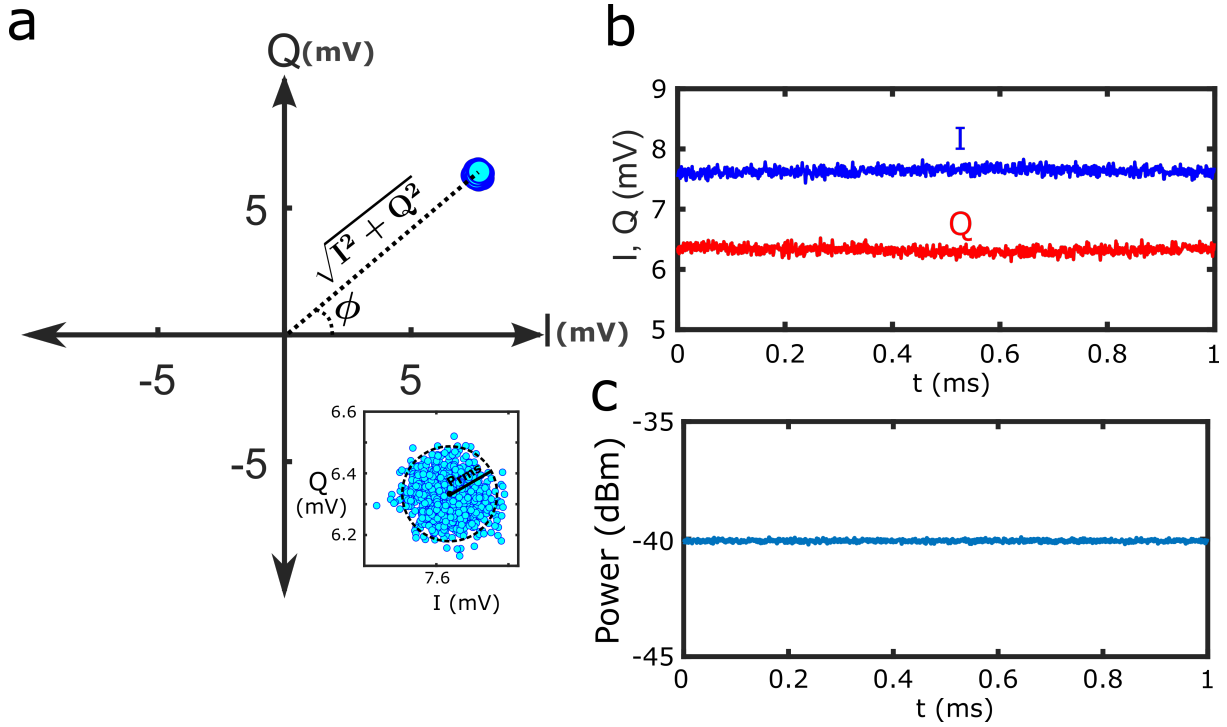 a
Q(mV)
5
√I² + Q²
ϕ
I(mV)
-5
5
-5
6.6
6.4
6.2
Q
(mV)
Prms
7.6
I (mV)
b
9
8
7
6
5
I, Q (mV)
I
Q
0 0.2 0.4 0.6 0.8 1
t (ms)
c
-35
-40
-45
Power (dBm)
0 0.2 0.4 0.6 0.8 1
t (ms)